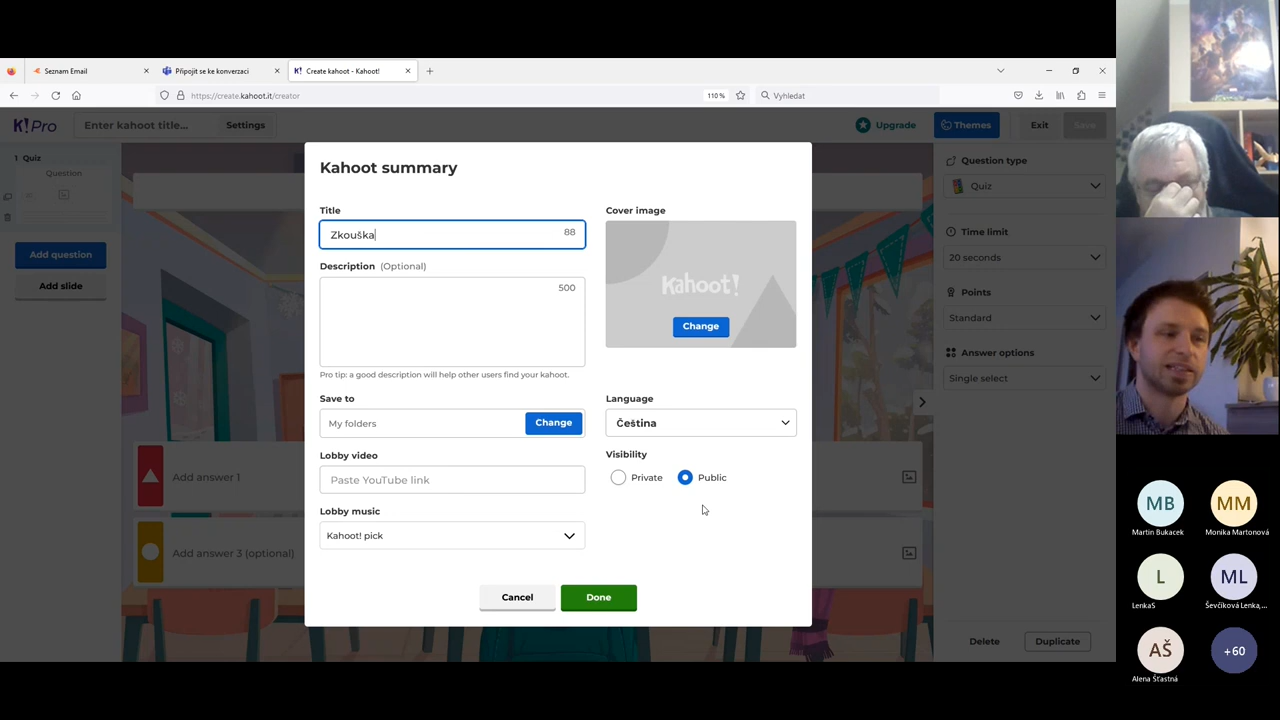 Seznam Email
Připojit se ke konverzaci
K! Create kahoot - Kahoot!
https://create.kahoot.it/creator
110 %
Vyhledat
K!Pro
Enter kahoot title...
Settings
Upgrade
Themes
Exit
Save
1 Quiz
Question
Add question
Add slide
Kahoot summary
Title
Zkouška
88
Description (Optional)
500
Pro tip: a good description will help other users find your kahoot.
Save to
My folders
Change
Lobby video
Paste YouTube link
Lobby music
Kahoot! pick
Cover image
Kahoot!
Change
Language
Čeština
Visibility
Private
Public
Cancel
Done
Add answer 1
Add answer 3 (optional)
Question type
Quiz
Time limit
20 seconds
Points
Standard
Answer options
Single select
Delete
Duplicate
MB
Martin Bukacek
MM
Monika Martonová
L
LenkaS
ML
Ševčíková Lenka,...
AŠ
Alena Šťastná
+60